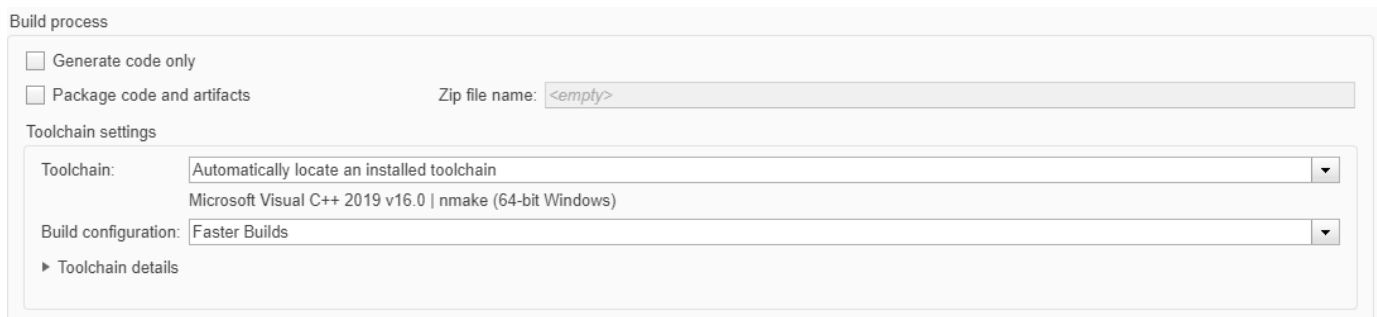 Build process
Generate code only
Package code and artifacts Zip file name: <empty>
Toolchain settings
Toolchain: Automatically locate an installed toolchain
Microsoft Visual C++ 2019 v16.0 | nmake (64-bit Windows)
Build configuration: Faster Builds
Toolchain details